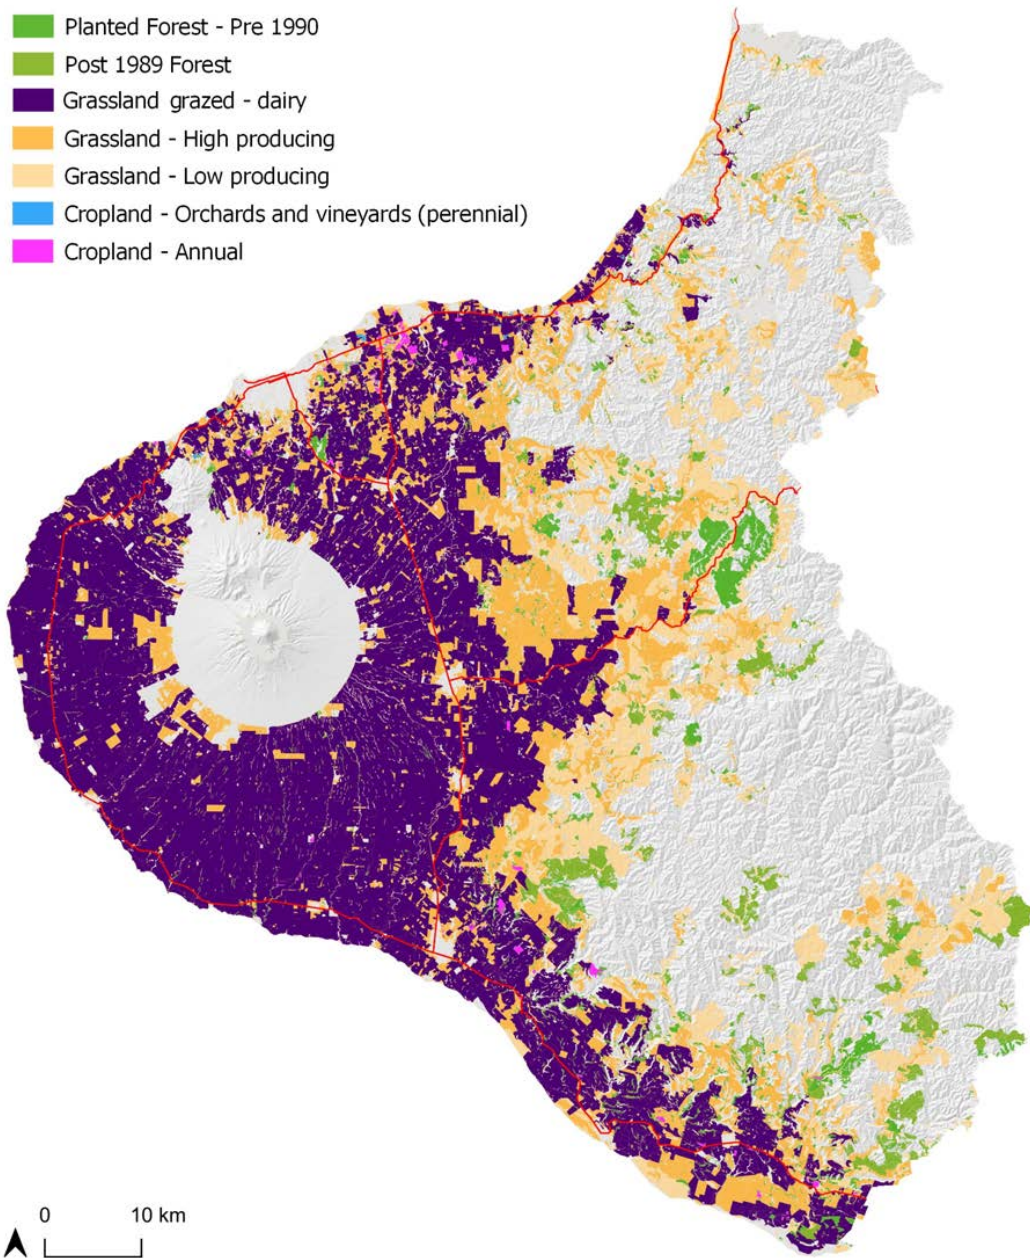 Planted Forest - Pre 1990
Post 1989 Forest
Grassland grazed - dairy
Grassland - High producing
Grassland - Low producing
Cropland - Orchards and vineyards (perennial)
Cropland - Annual
0 10 km